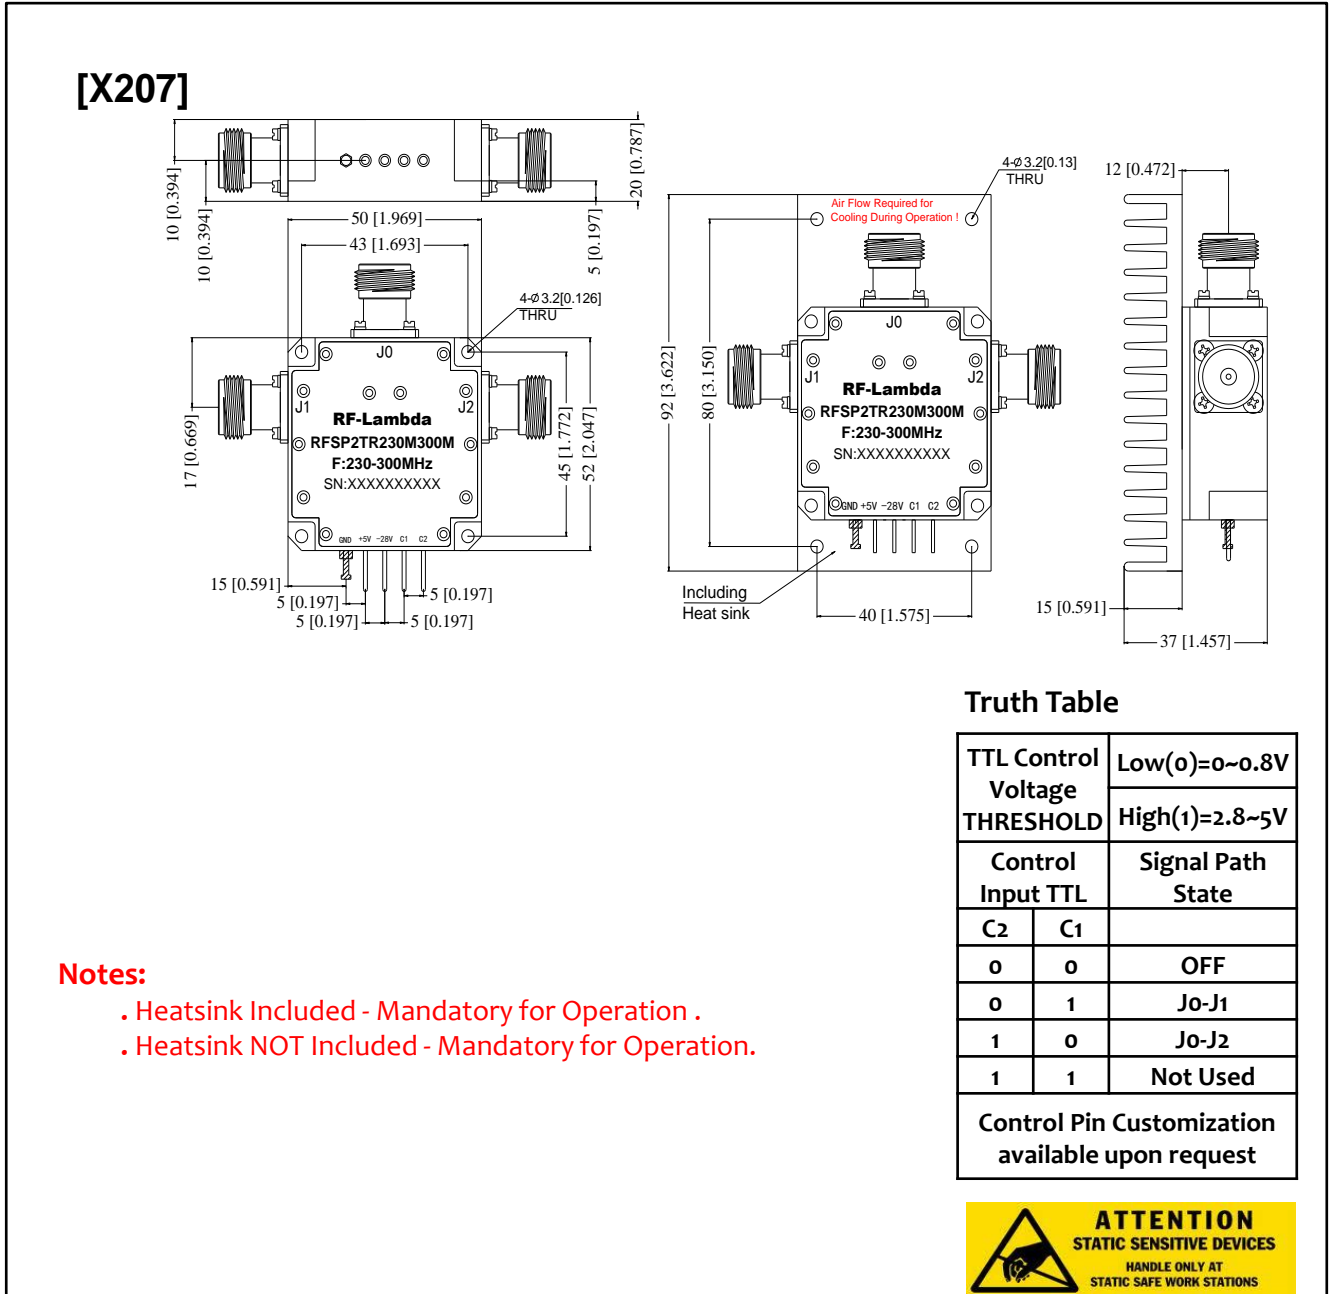 [X207]
10 [0.394]
10 [0.394]
20 [0.787]
5 [0.197]
50 [1.969]
43 [1.693]
4-Ø3.2[0.126]
THRU
17 [0.669]
45 [1.772]
52 [2.047]
J0
J1
J2
RF-Lambda
RFSP2TR230M300M
F:230-300MHz
SN:XXXXXXXXXX
GND +5V -28V C1 C2
15 [0.591]
5 [0.197]
5 [0.197]
5 [0.197]
5 [0.197]
4-Ø3.2[0.13]
THRU
Air Flow Required for
Cooling During Operation !
92 [3.622]
80 [3.150]
J0
J1
J2
RF-Lambda
RFSP2TR230M300M
F:230-300MHz
SN:XXXXXXXXXX
GND +5V -28V C1 C2
Including
Heat sink
40 [1.575]
12 [0.472]
15 [0.591]
37 [1.457]
Truth Table
TTL Control
Voltage
THRESHOLD
Low(0)=0~0.8V
High(1)=2.8~5V
Control
Input TTL
Signal Path
State
C2 C1
0 0 OFF
0 1 J0-J1
1 0 J0-J2
1 1 Not Used
Control Pin Customization
available upon request
Notes:
. Heatsink Included - Mandatory for Operation .
. Heatsink NOT Included - Mandatory for Operation.
ATTENTION
STATIC SENSITIVE DEVICES
HANDLE ONLY AT
STATIC SAFE WORK STATIONS